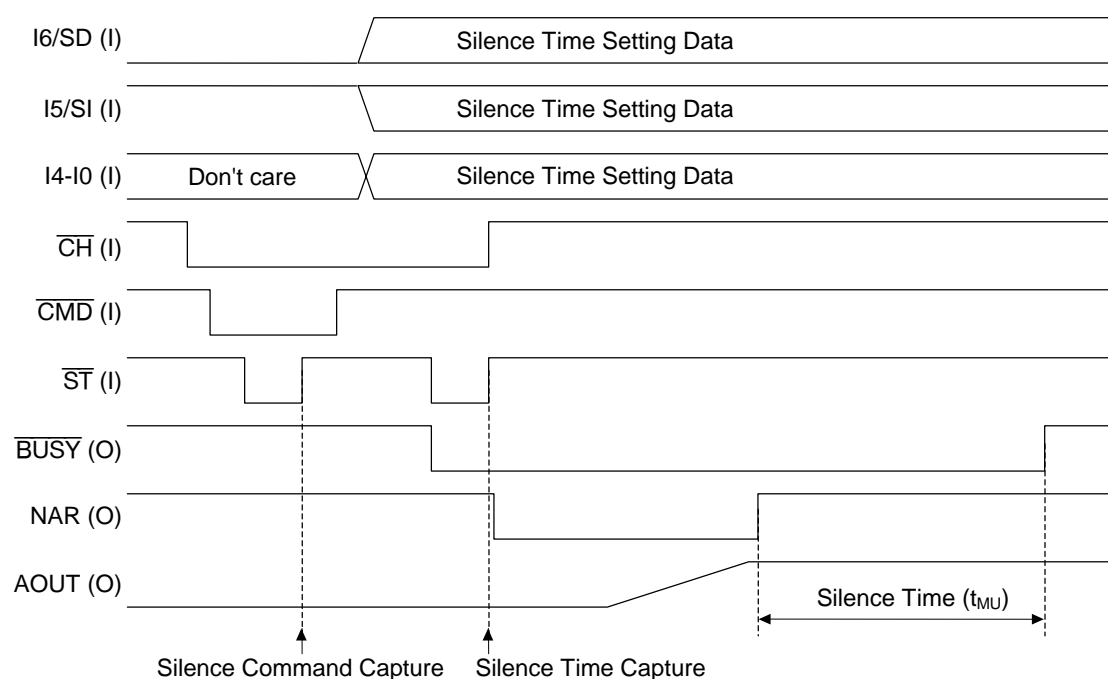 I6/SD (I)
Silence Time Setting Data
I5/SI (I)
Silence Time Setting Data
I4-I0 (I)
Don't care
Silence Time Setting Data
CH (I)
CMD (I)
ST (I)
BUSY (O)
NAR (O)
AOUT (O)
Silence Time (tMU)
Silence Command Capture
Silence Time Capture